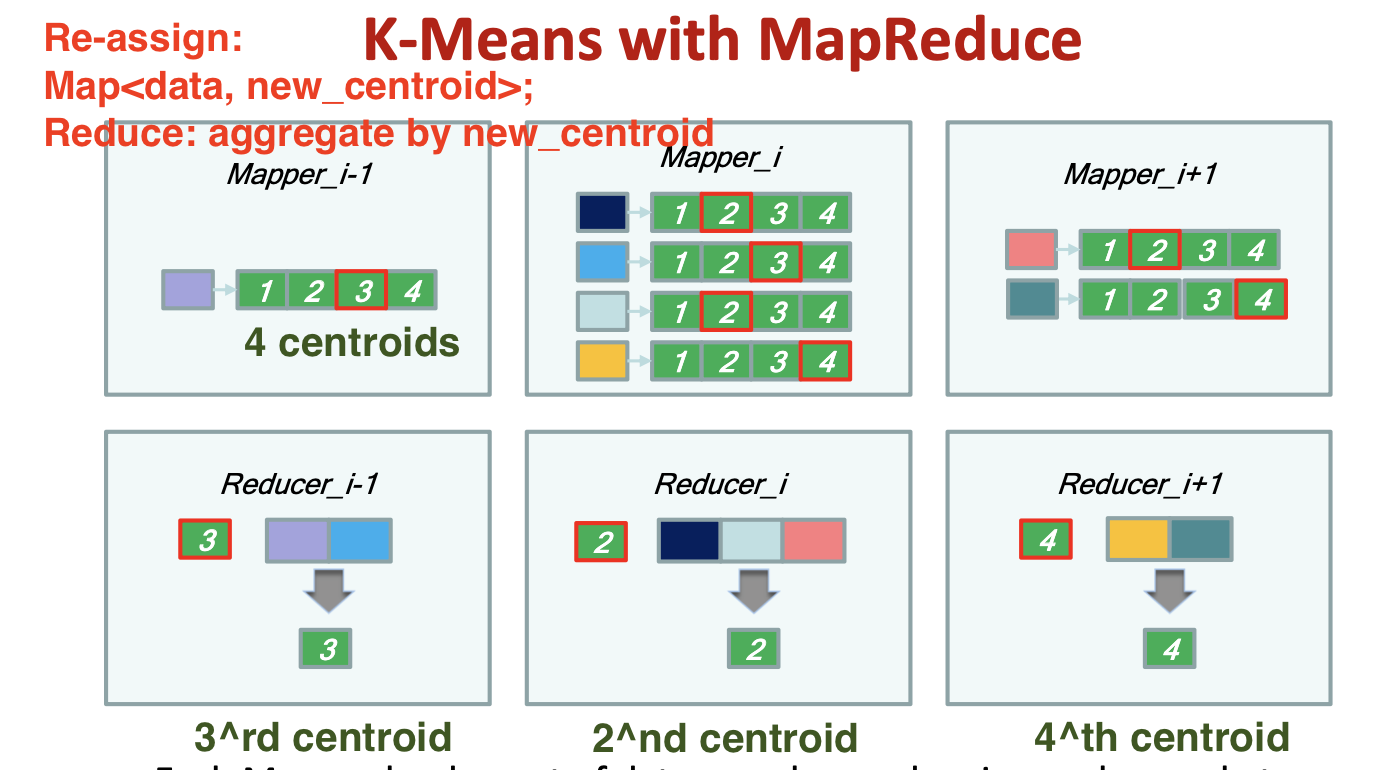 Re-assign:
K-Means with MapReduce
Map<data, new_centroid>;
Reduce: aggregate by new_centroid
Mapper_i-1
1 2 3 4
4 centroids
Mapper_i
1 2 3 4
1 2 3 4
1 2 3 4
1 2 3 4
Mapper_i+1
1 2 3 4
1 2 3 4
Reducer_i-1
3
3
Reducer_i
2
2
Reducer_i+1
4
4
3^rd centroid
2^nd centroid
4^th centroid